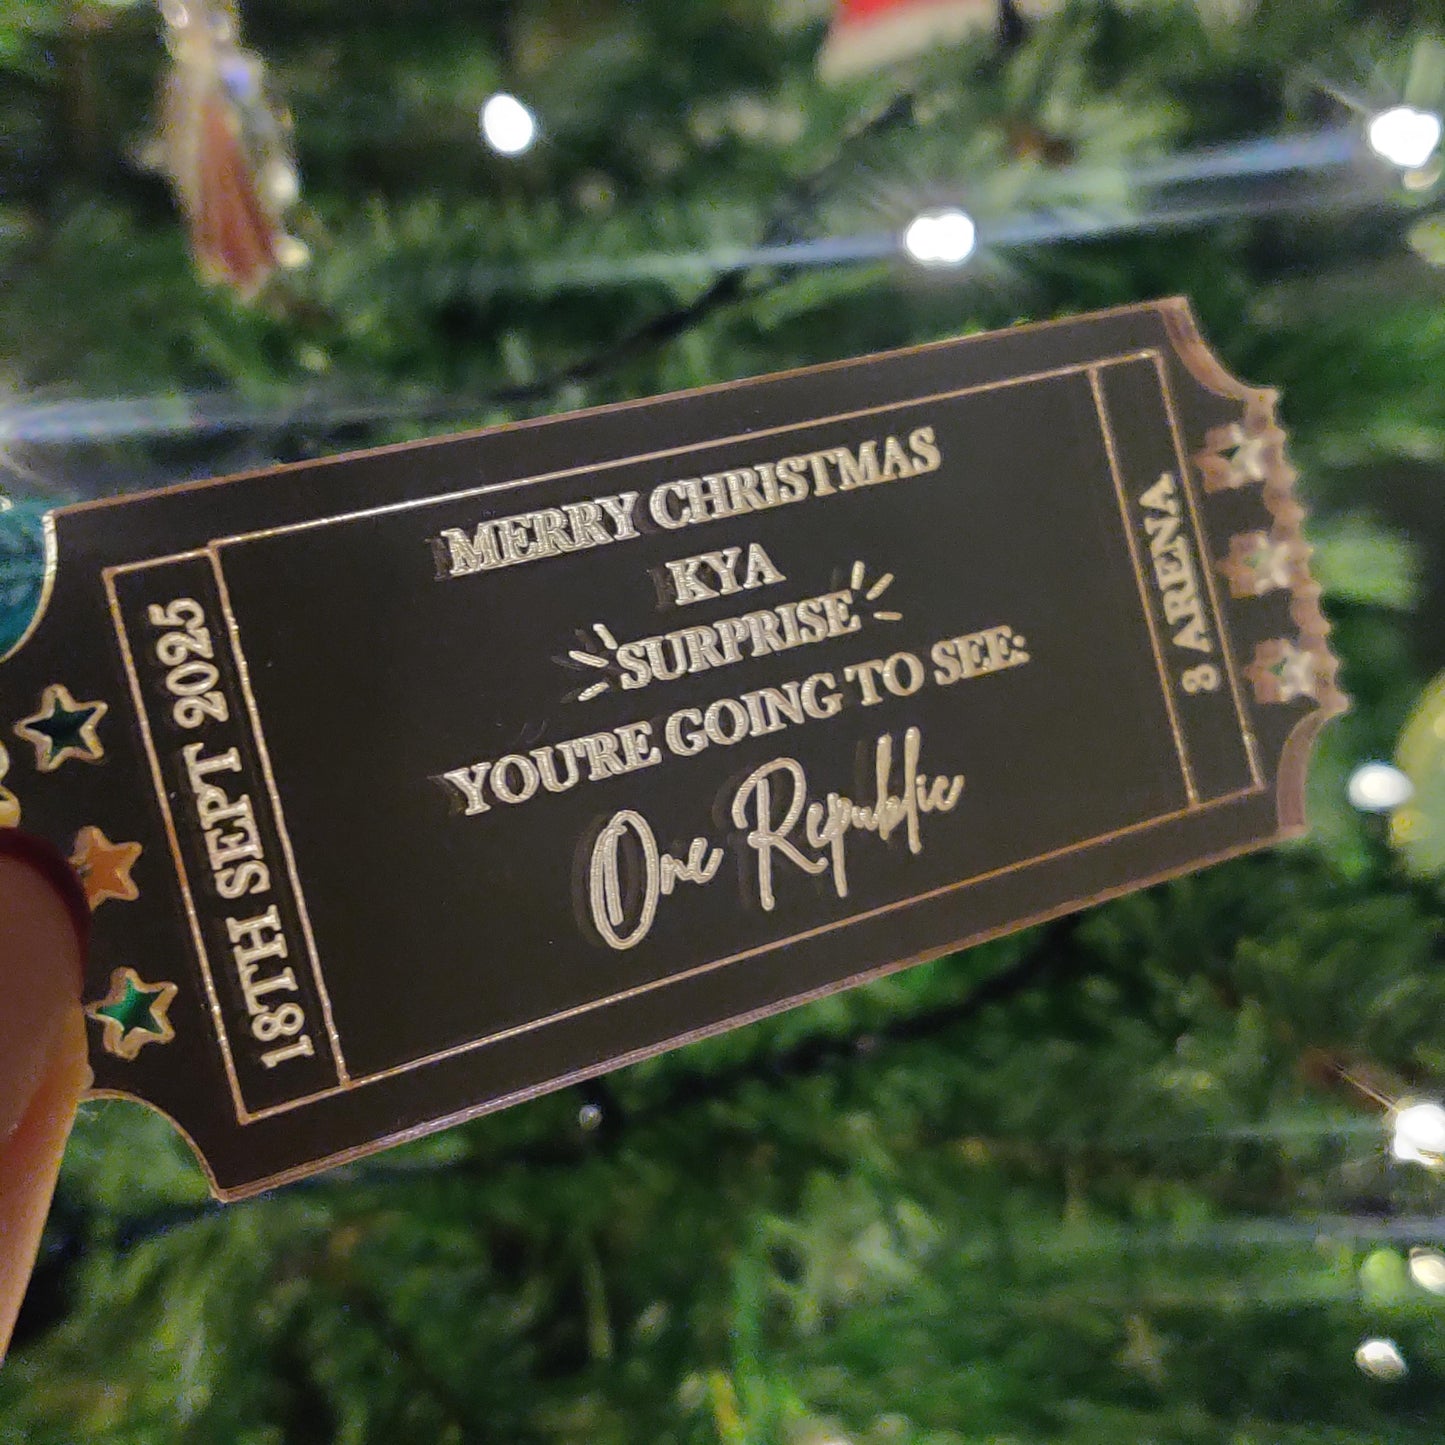 18TH SEPT 2025
MERRY CHRISTMAS
KYA
SURPRISE
YOU'RE GOING TO SEE:
One Republic
8 ARENA